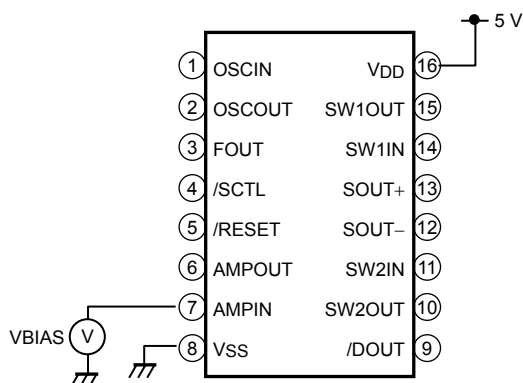 5 V
1 OSCIN VDD 16
2 OSCOUT SW1OUT 15
3 FOUT SW1IN 14
4 /SCTL SOUT+ 13
5 /RESET SOUT− 12
6 AMPOUT SW2IN 11
7 AMPIN SW2OUT 10
VBIAS V
8 VSS /DOUT 9